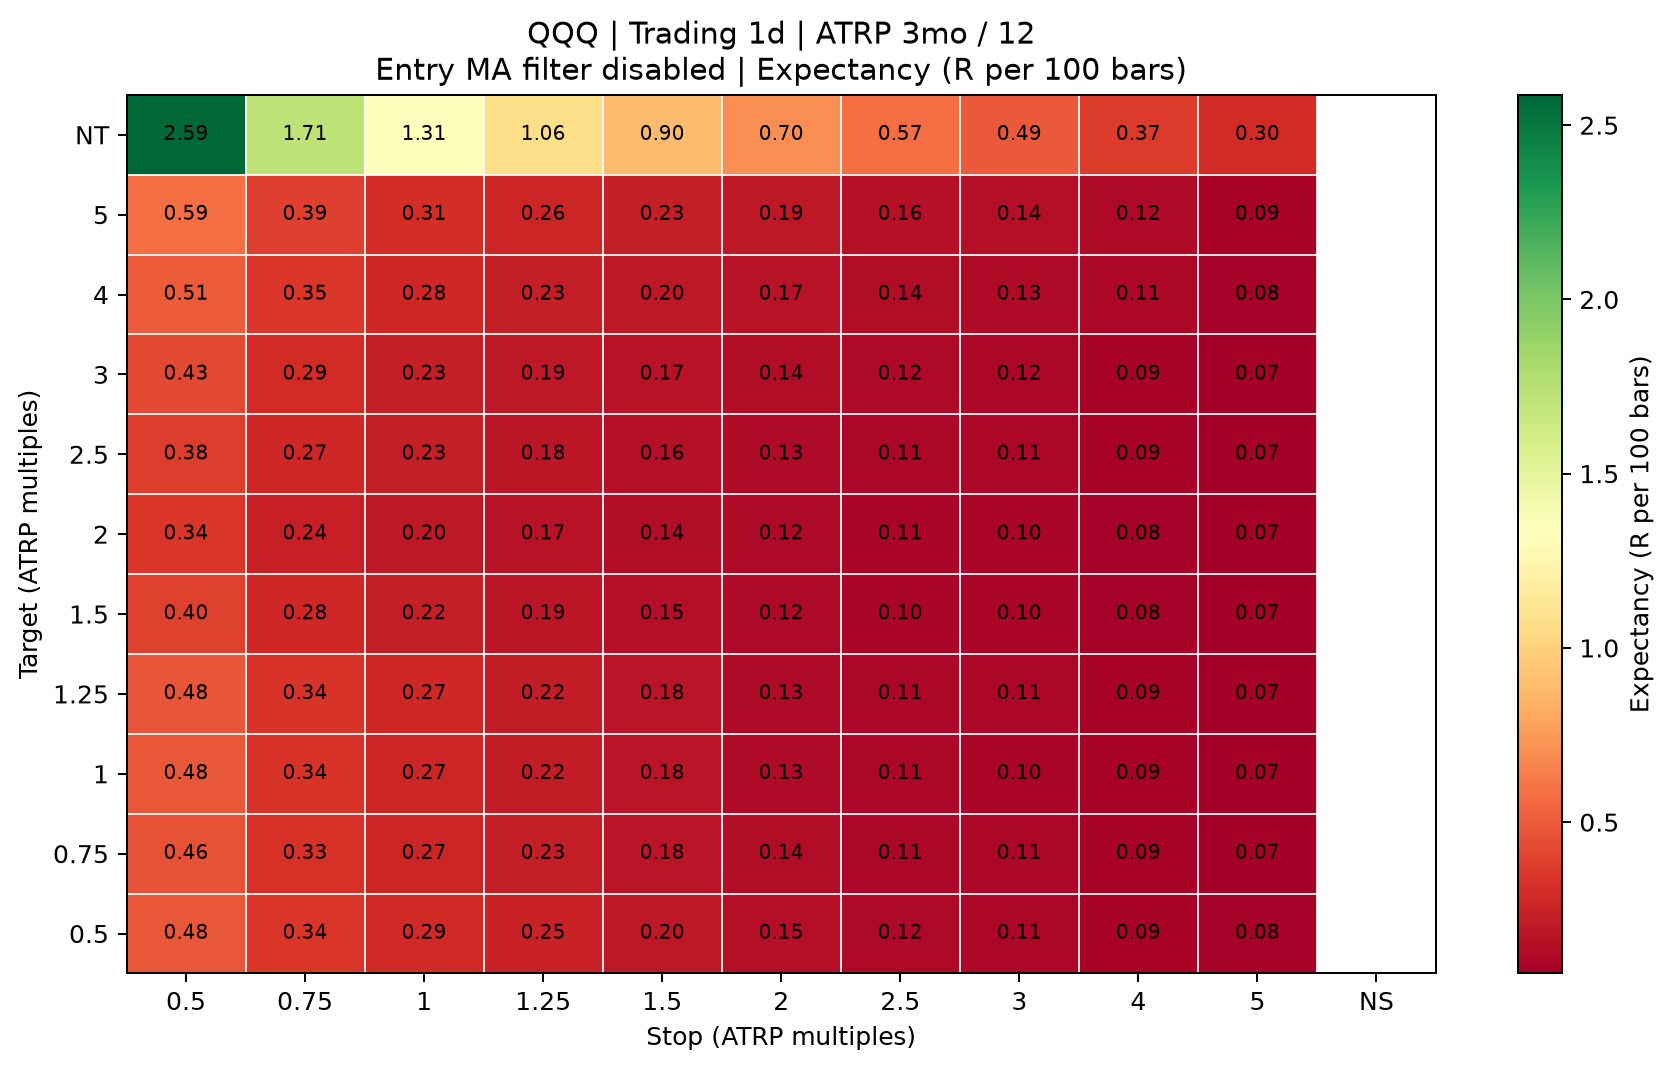 QQQ | Trading 1d | ATRP 3mo / 12
Entry MA filter disabled | Expectancy (R per 100 bars)
NT 2.59 1.71 1.31 1.06 0.90 0.70 0.57 0.49 0.37 0.30
5 0.59 0.39 0.31 0.26 0.23 0.19 0.16 0.14 0.12 0.09
4 0.51 0.35 0.28 0.23 0.20 0.17 0.14 0.13 0.11 0.08
3 0.43 0.29 0.23 0.19 0.17 0.14 0.12 0.12 0.09 0.07
2.5 0.38 0.27 0.23 0.18 0.16 0.13 0.11 0.11 0.09 0.07
2 0.34 0.24 0.20 0.17 0.14 0.12 0.11 0.10 0.08 0.07
1.5 0.40 0.28 0.22 0.19 0.15 0.12 0.10 0.10 0.08 0.07
1.25 0.48 0.34 0.27 0.22 0.18 0.13 0.11 0.11 0.09 0.07
1 0.48 0.34 0.27 0.22 0.18 0.13 0.11 0.10 0.09 0.07
0.75 0.46 0.33 0.27 0.23 0.18 0.14 0.11 0.11 0.09 0.07
0.5 0.48 0.34 0.29 0.25 0.20 0.15 0.12 0.11 0.09 0.08
0.5 0.75 1 1.25 1.5 2 2.5 3 4 5 NS
Stop (ATRP multiples)
Target (ATRP multiples)
2.5
2.0
1.5
1.0
0.5
Expectancy (R per 100 bars)